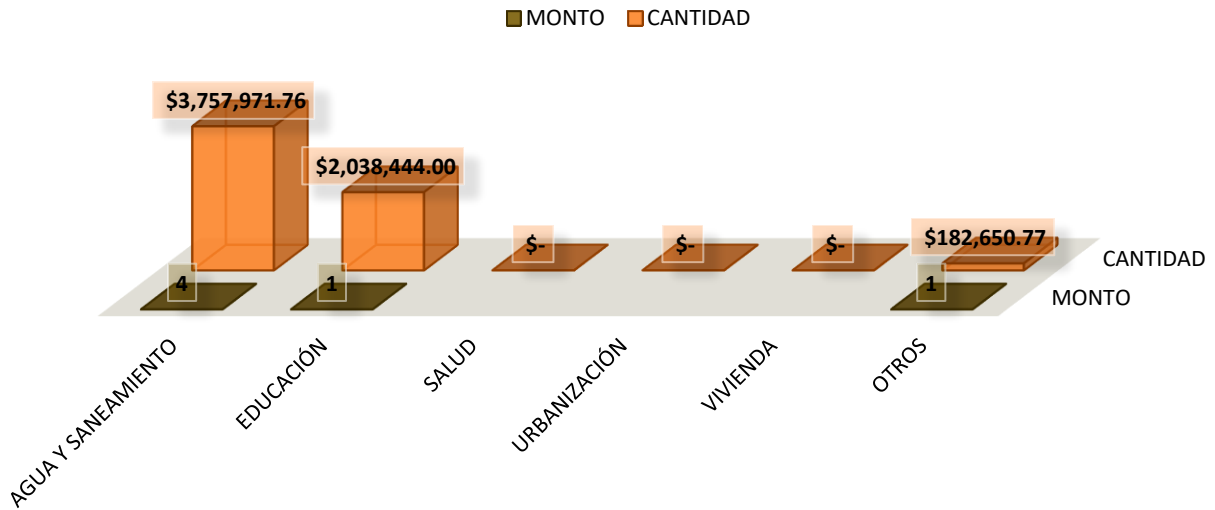 MONTO CANTIDAD
$3,757,971.76
$2,038,444.00
$-
$-
$-
$182,650.77
CANTIDAD
4
1
1
MONTO
AGUA Y SANEAMIENTO
EDUCACIÓN
SALUD
URBANIZACIÓN
VIVIENDA
OTROS